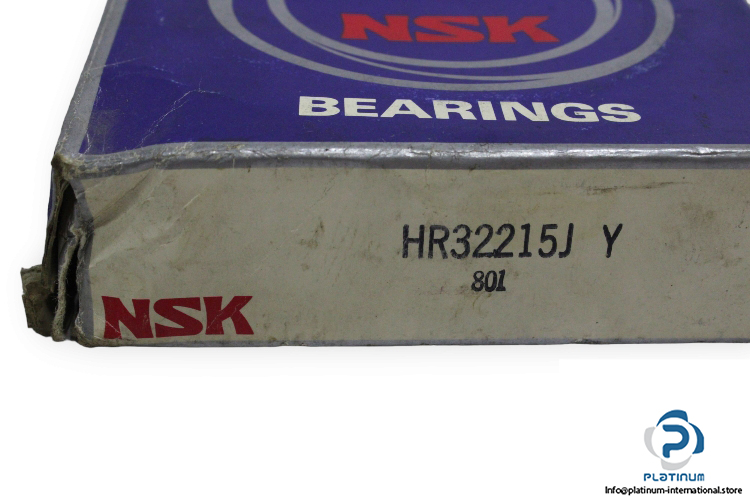 NSK
BEARINGS
HR32215J Y
801
NSK
PLATINUM
Info@platinum-international.store